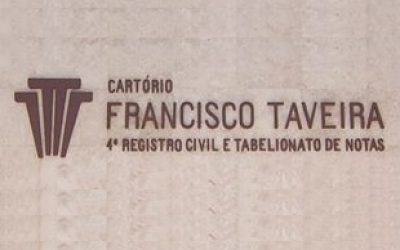 CARTÓRIO
FRANCISCO TAVEIRA
4º REGISTRO CIVIL E TABELIONATO DE NOTAS